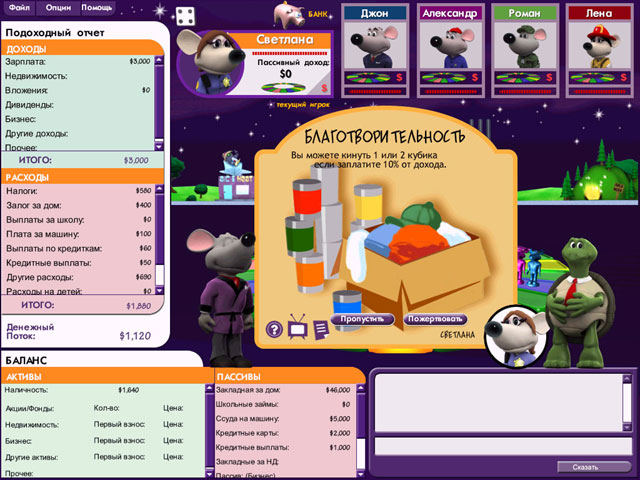 Файл Опции Помощь
БАНК
Джон Александр Роман Лена
Светлана
Пассивный доход:
$0
$
$ $ $ $
текущий игрок
Подоходный отчет
ДОХОДЫ
Зарплата: $3,000
Недвижимость:
Вложения: $0
Дивиденды:
Бизнес:
Другие доходы:
Прочее:
ИТОГО: $3,000
РАСХОДЫ
Налоги: $580
Залог за дом: $400
Выплаты за школу: $0
Плата за машину: $100
Выплаты по кредиткам: $60
Кредитные выплаты: $50
Другие расходы: $690
Расходы на детей: $0
ИТОГО: $1,880
Денежный
Поток: $1,120
БЛАГОТВОРИТЕЛЬНОСТЬ
Вы можете кинуть 1 или 2 кубика
если заплатите 10% от дохода.
Пропустить Пожертвовать
?
СВЕТЛАНА
БАЛАНС
АКТИВЫ
Наличность: $1,640
Акции/Фонды: Кол-во: Цена:
Недвижимость: Первый взнос: Цена:
Бизнес: Первый взнос: Цена:
Другие активы: Первый взнос: Цена:
Прочее:
ПАССИВЫ
Закладная за дом: $46,000
Школьные займы: $0
Ссуда на машину: $5,000
Кредитные карты: $2,000
Кредитные выплаты: $1,000
Закладные за НД:
Пассив: (Бизнес)
Сказать